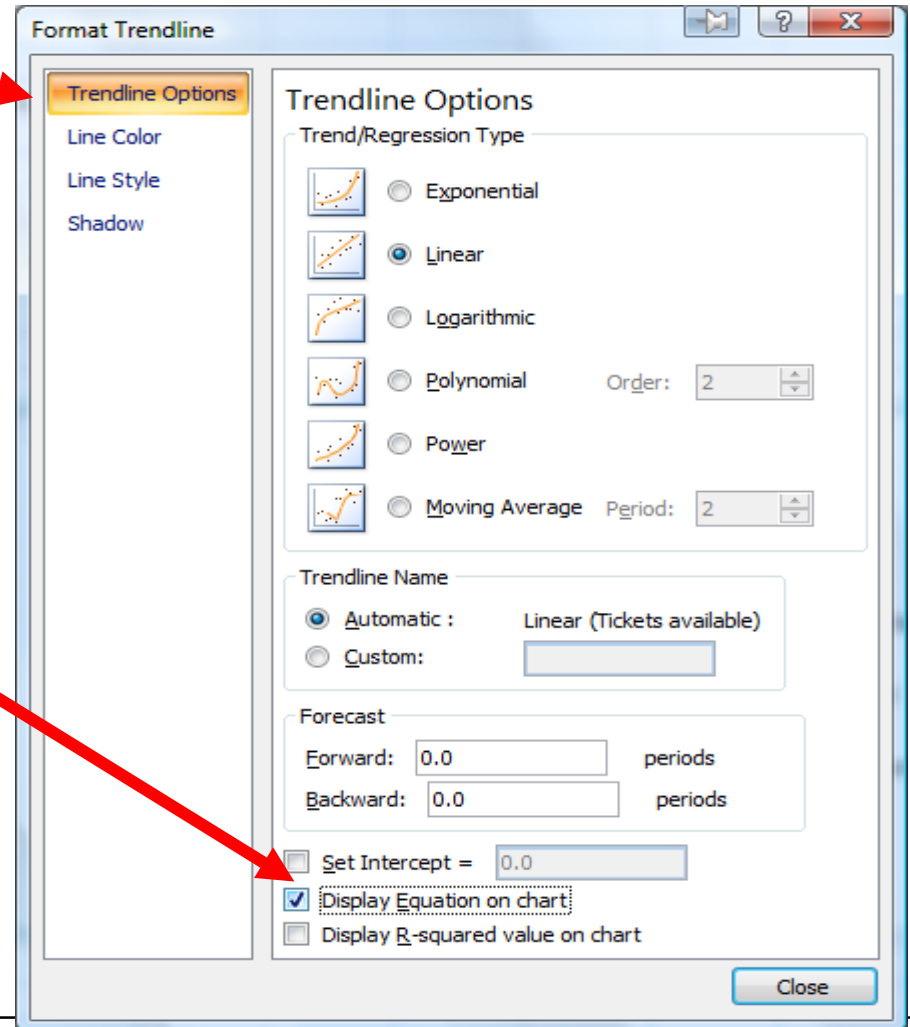 Format Trendline
Trendline Options
Line Color
Line Style
Shadow
Trendline Options
Trend/Regression Type
Exponential
Linear
Logarithmic
Polynomial Order: 2
Power
Moving Average Period: 2
Trendline Name
Automatic : Linear (Tickets available)
Custom:
Forecast
Forward: 0.0 periods
Backward: 0.0 periods
Set Intercept = 0.0
Display Equation on chart
Display R-squared value on chart
Close